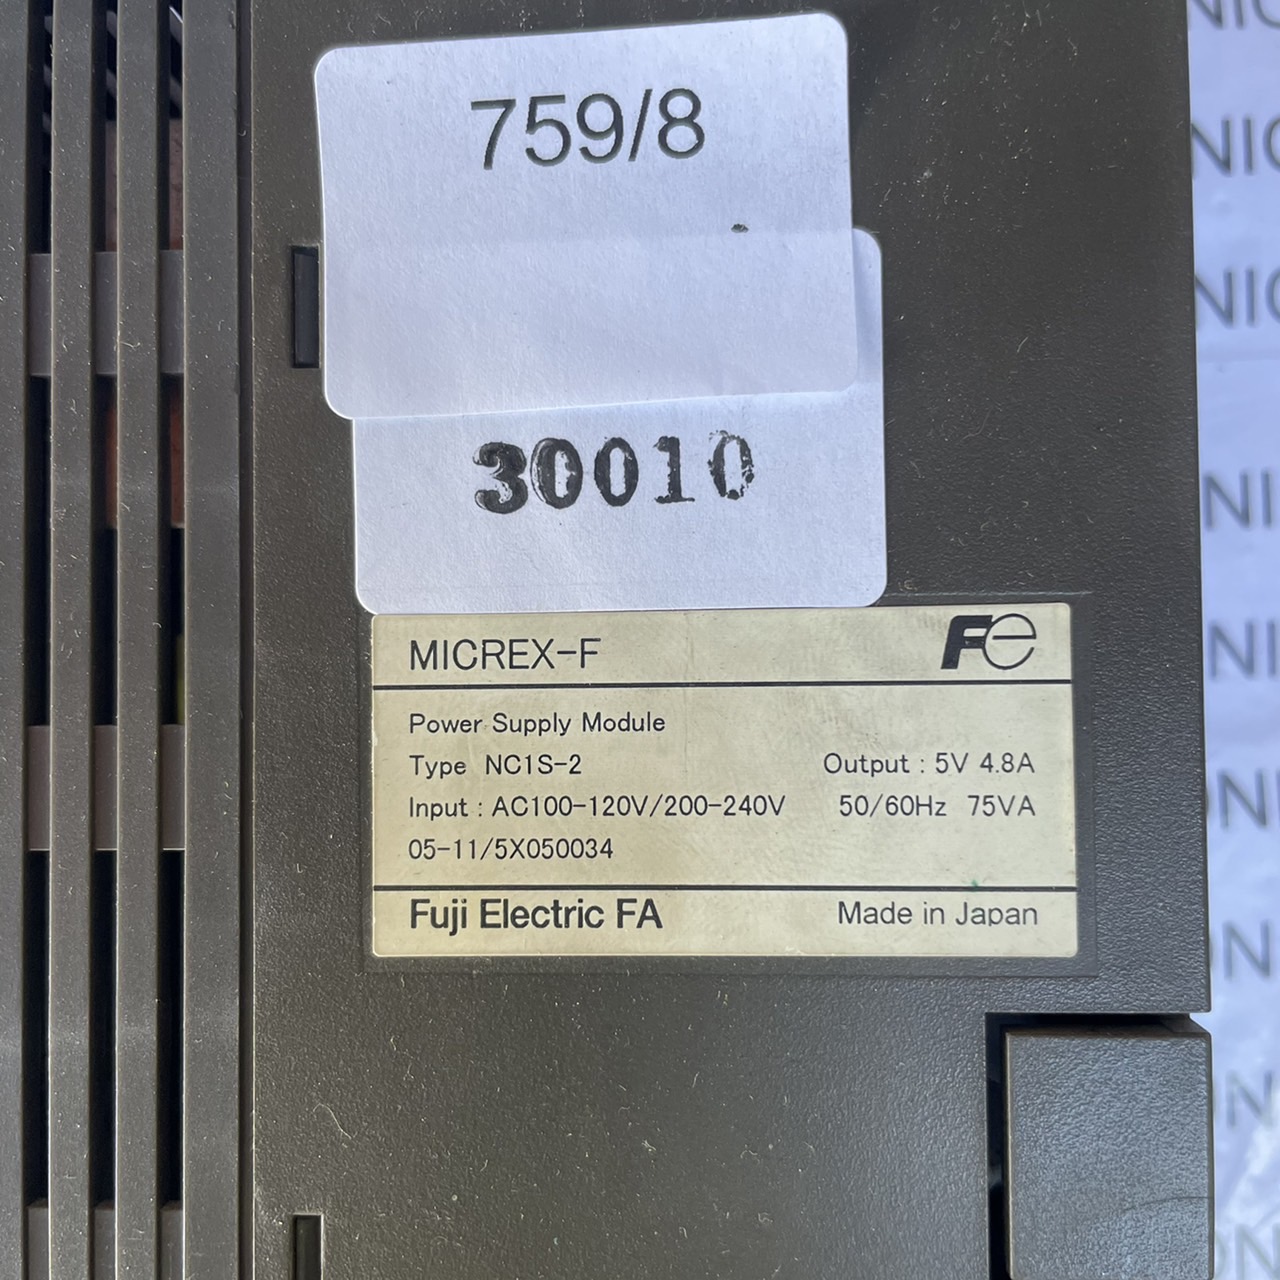 759/8
30010
MICREX-F
Fe
Power Supply Module
Type NC1S-2 Output : 5V 4.8A
Input : AC100-120V/200-240V 50/60Hz 75VA
05-11/5X050034
Fuji Electric FA Made in Japan